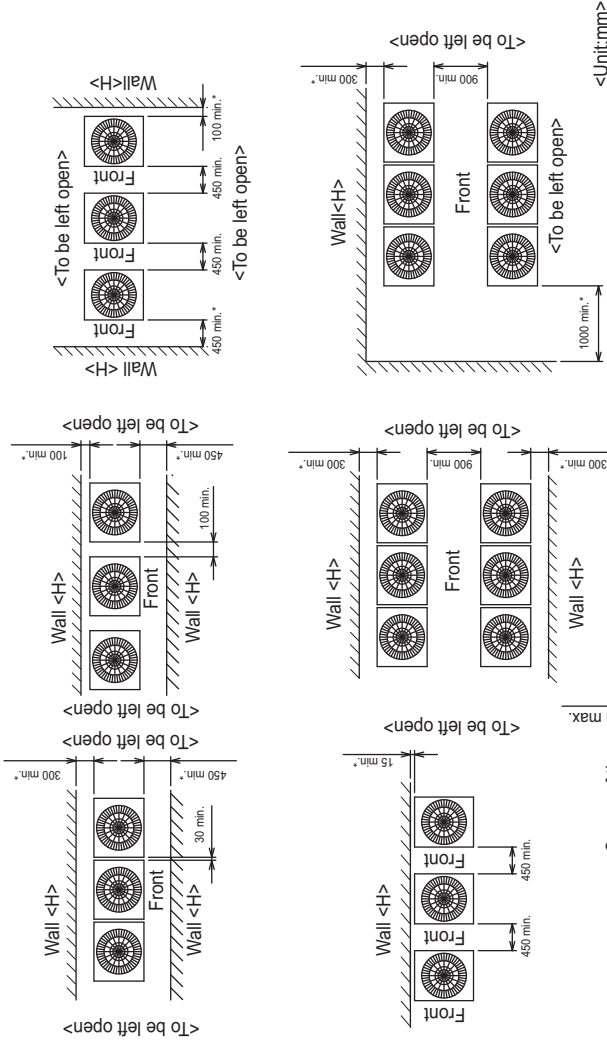 <To be left open>
300 min.*
Wall <H>
450 min.*
30 min.
Front
Wall <H>
<To be left open>
<To be left open>
100 min.*
Wall <H>
450 min.*
100 min.
Front
Wall <H>
<To be left open>
Wall <H>
<To be left open>
Wall<H>
Front
Front
Front
450 min.*
450 min.
450 min.
100 min.*
<To be left open>
15 min.*
<To be left open>
Wall <H>
Front
Front
Front
450 min.
450 min.
max.
300 min.*
900 min.
<To be left open>
Wall <H>
Front
Wall <H>
300 min.*
900 min.
<To be left open>
Wall<H>
Front
1000 min.*
<To be left open>
<Unit:mm>